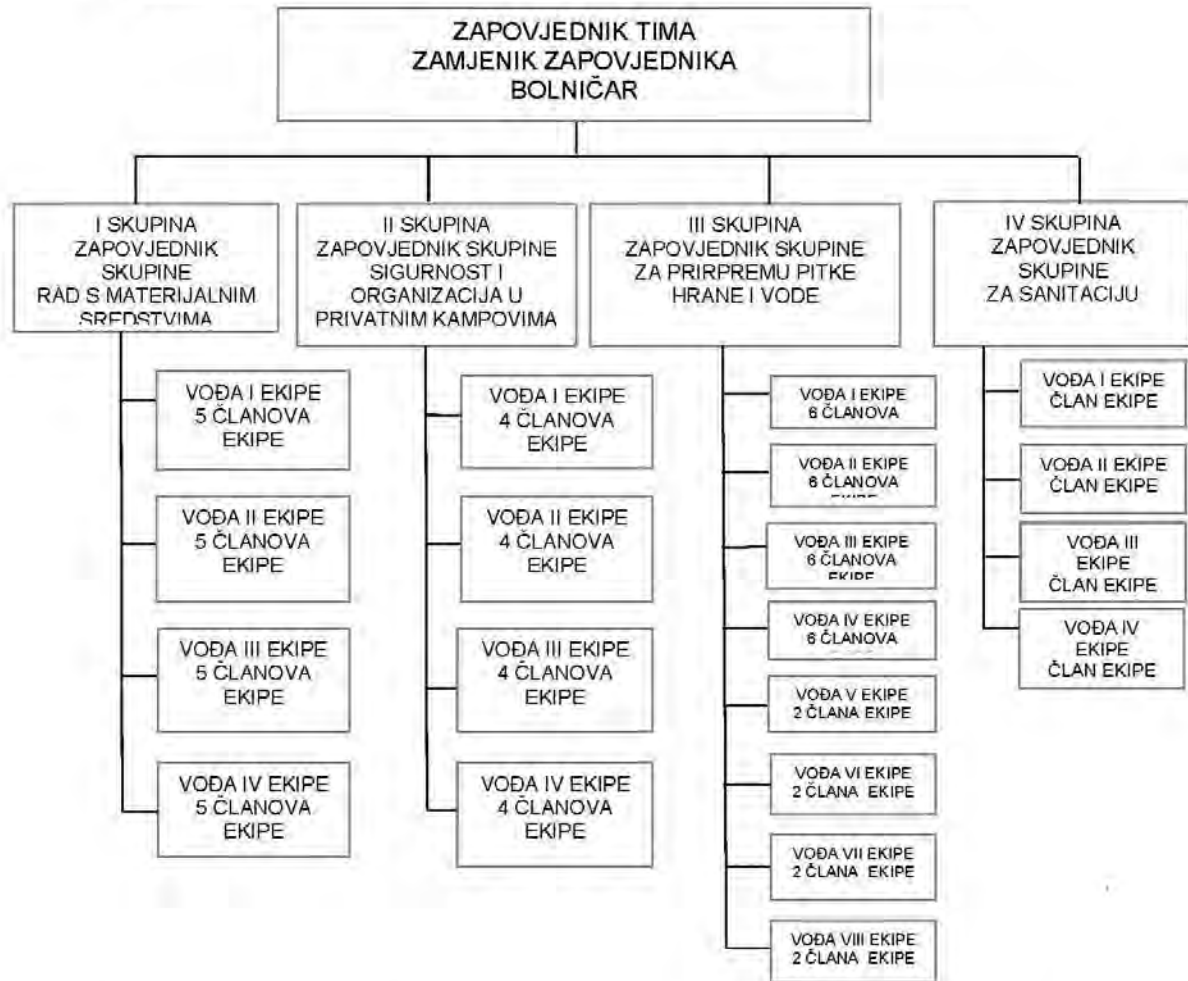 ZAPOVJEDNIK TIMA
ZAMJENIK ZAPOVJEDNIKA
BOLNIČAR
I SKUPINA
ZAPOVJEDNIK
SKUPINE
RAD S MATERIJALNIM
SREDSTVIMA
VOĐA I EKIPE
5 ČLANOVA
EKIPE
VOĐA II EKIPE
5 ČLANOVA
EKIPE
VOĐA III EKIPE
5 ČLANOVA
EKIPE
VOĐA IV EKIPE
5 ČLANOVA
EKIPE
II SKUPINA
ZAPOVJEDNIK SKUPINE
SIGURNOST I
ORGANIZACIJA U
PRIVATNIM KAMPOVIMA
VOĐA I EKIPE
4 ČLANOVA
EKIPE
VOĐA II EKIPE
4 ČLANOVA
EKIPE
VOĐA III EKIPE
4 ČLANOVA
EKIPE
VOĐA IV EKIPE
4 ČLANOVA
EKIPE
III SKUPINA
ZAPOVJEDNIK SKUPINE
ZA PRIRPREMU PITKE
HRANE I VODE
VOĐA I EKIPE
6 ČLANOVA
VOĐA II EKIPE
6 ČLANOVA
EKIPE
VOĐA III EKIPE
6 ČLANOVA
EKIPE
VOĐA IV EKIPE
6 ČLANOVA
VOĐA V EKIPE
2 ČLANA EKIPE
VOĐA VI EKIPE
2 ČLANA EKIPE
VOĐA VII EKIPE
2 ČLANA EKIPE
VOĐA VIII EKIPE
2 ČLANA EKIPE
IV SKUPINA
ZAPOVJEDNIK
SKUPINE
ZA SANITACIJU
VOĐA I EKIPE
ČLAN EKIPE
VOĐA II EKIPE
ČLAN EKIPE
VOĐA III
EKIPE
ČLAN EKIPE
VOĐA IV
EKIPE
ČLAN EKIPE